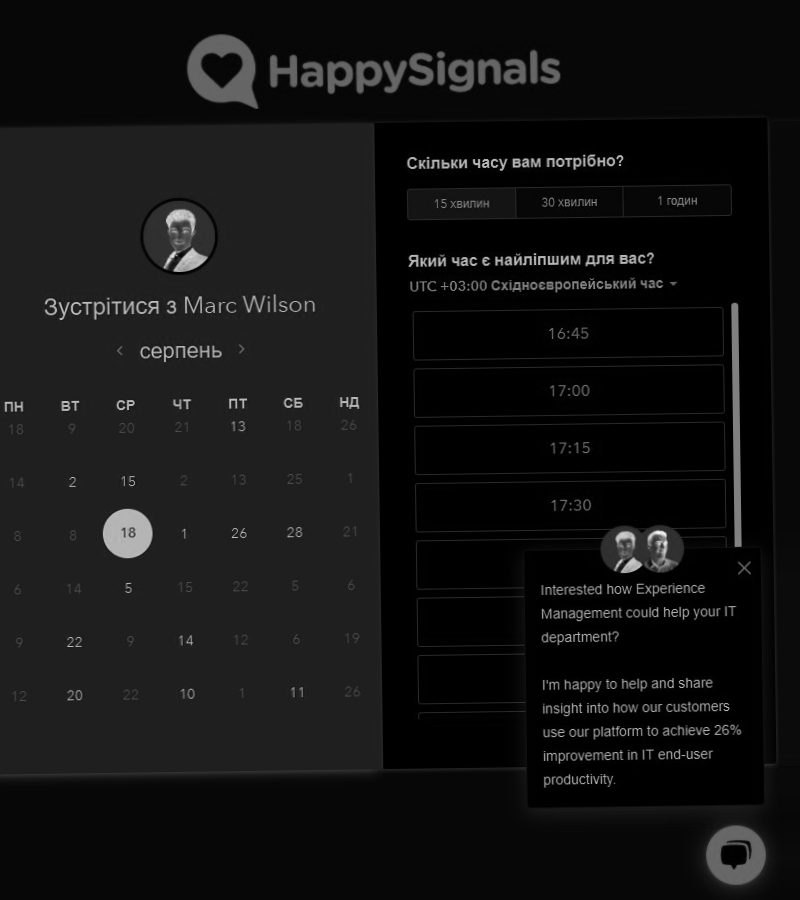 HappySignals
Зустрітися з Marc Wilson
серпень
ПН ВТ СР ЧТ ПТ СБ НД
18 9 20 21 13 18 26
14 2 15 2 13 25 1
8 8 18 1 26 28 21
6 14 5 15 22 5 6
9 22 9 14 12 6 19
12 20 22 10 1 11 26
Скільки часу вам потрібно?
15 хвилин 30 хвилин 1 годин
Який час є найліпшим для вас?
UTC +03:00 Східноєвропейський час
16:45
17:00
17:15
17:30
Interested how Experience
Management could help your IT
department?
I'm happy to help and share
insight into how our customers
use our platform to achieve 26%
improvement in IT end-user
productivity.